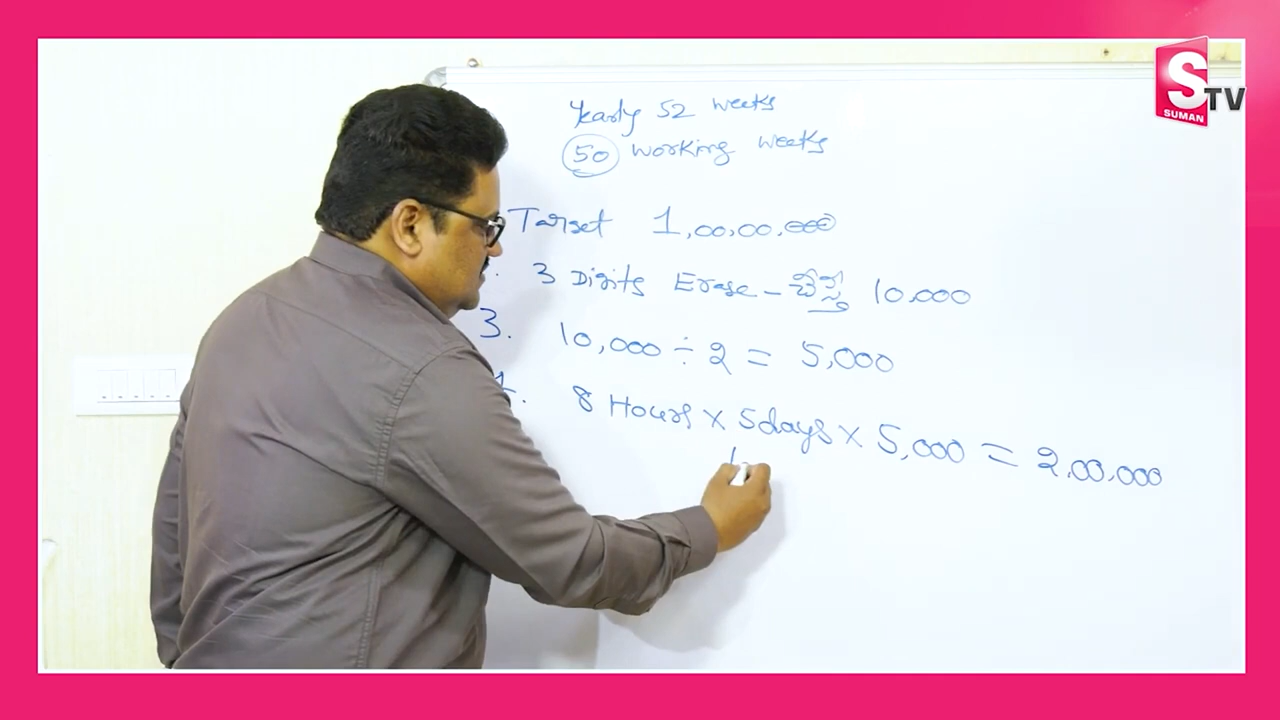 S
TV
SUMAN
Yearly 52 weeks
50 working weeks
Target 1,00,00,000
3 Digits Erase - చేస్తే 10,000
3. 10,000 ÷ 2 = 5,000
8 Hours × 5days × 5,000 = 2,00,000